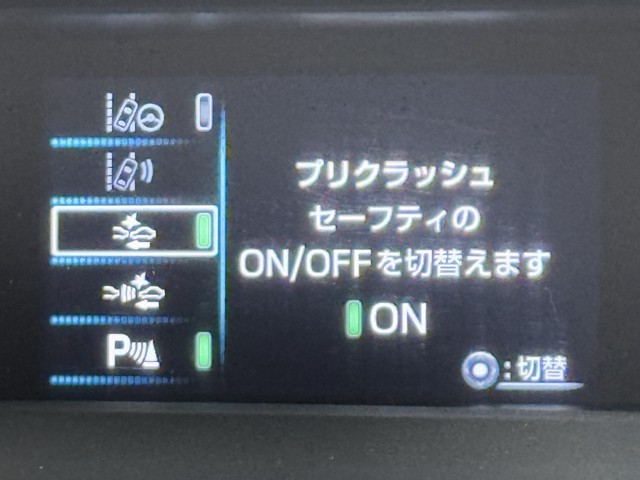 プリクラッシュ
セーフティの
ON/OFFを切替えます
ON
P
:切替